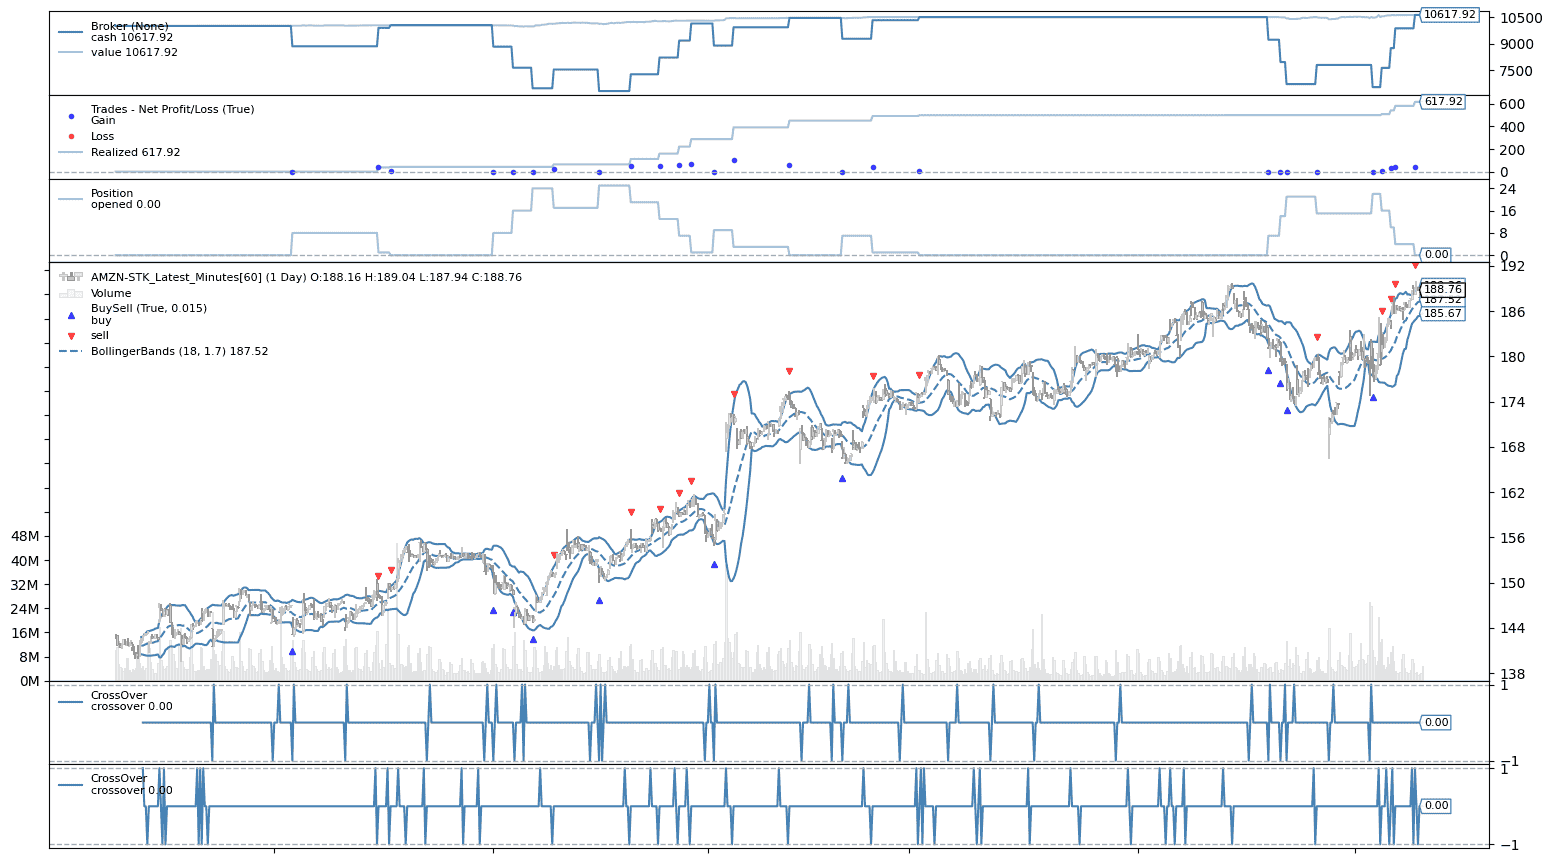 Broker (None)
cash 10617.92
value 10617.92
10617.92
10500
9000
7500
Trades - Net Profit/Loss (True)
Gain
Loss
Realized 617.92
617.92
600
400
200
0
Position
opened 0.00
24
16
8
0
0.00
AMZN-STK_Latest_Minutes[60] (1 Day) O:188.16 H:189.04 L:187.94 C:188.76
Volume
BuySell (True, 0.015)
buy
sell
BollingerBands (18, 1.7) 187.52
192
188.76
187.52
185.67
186
180
174
168
162
156
150
144
138
48M
40M
32M
24M
16M
8M
0M
CrossOver
crossover 0.00
1
0.00
−1
CrossOver
crossover 0.00
1
0.00
−1